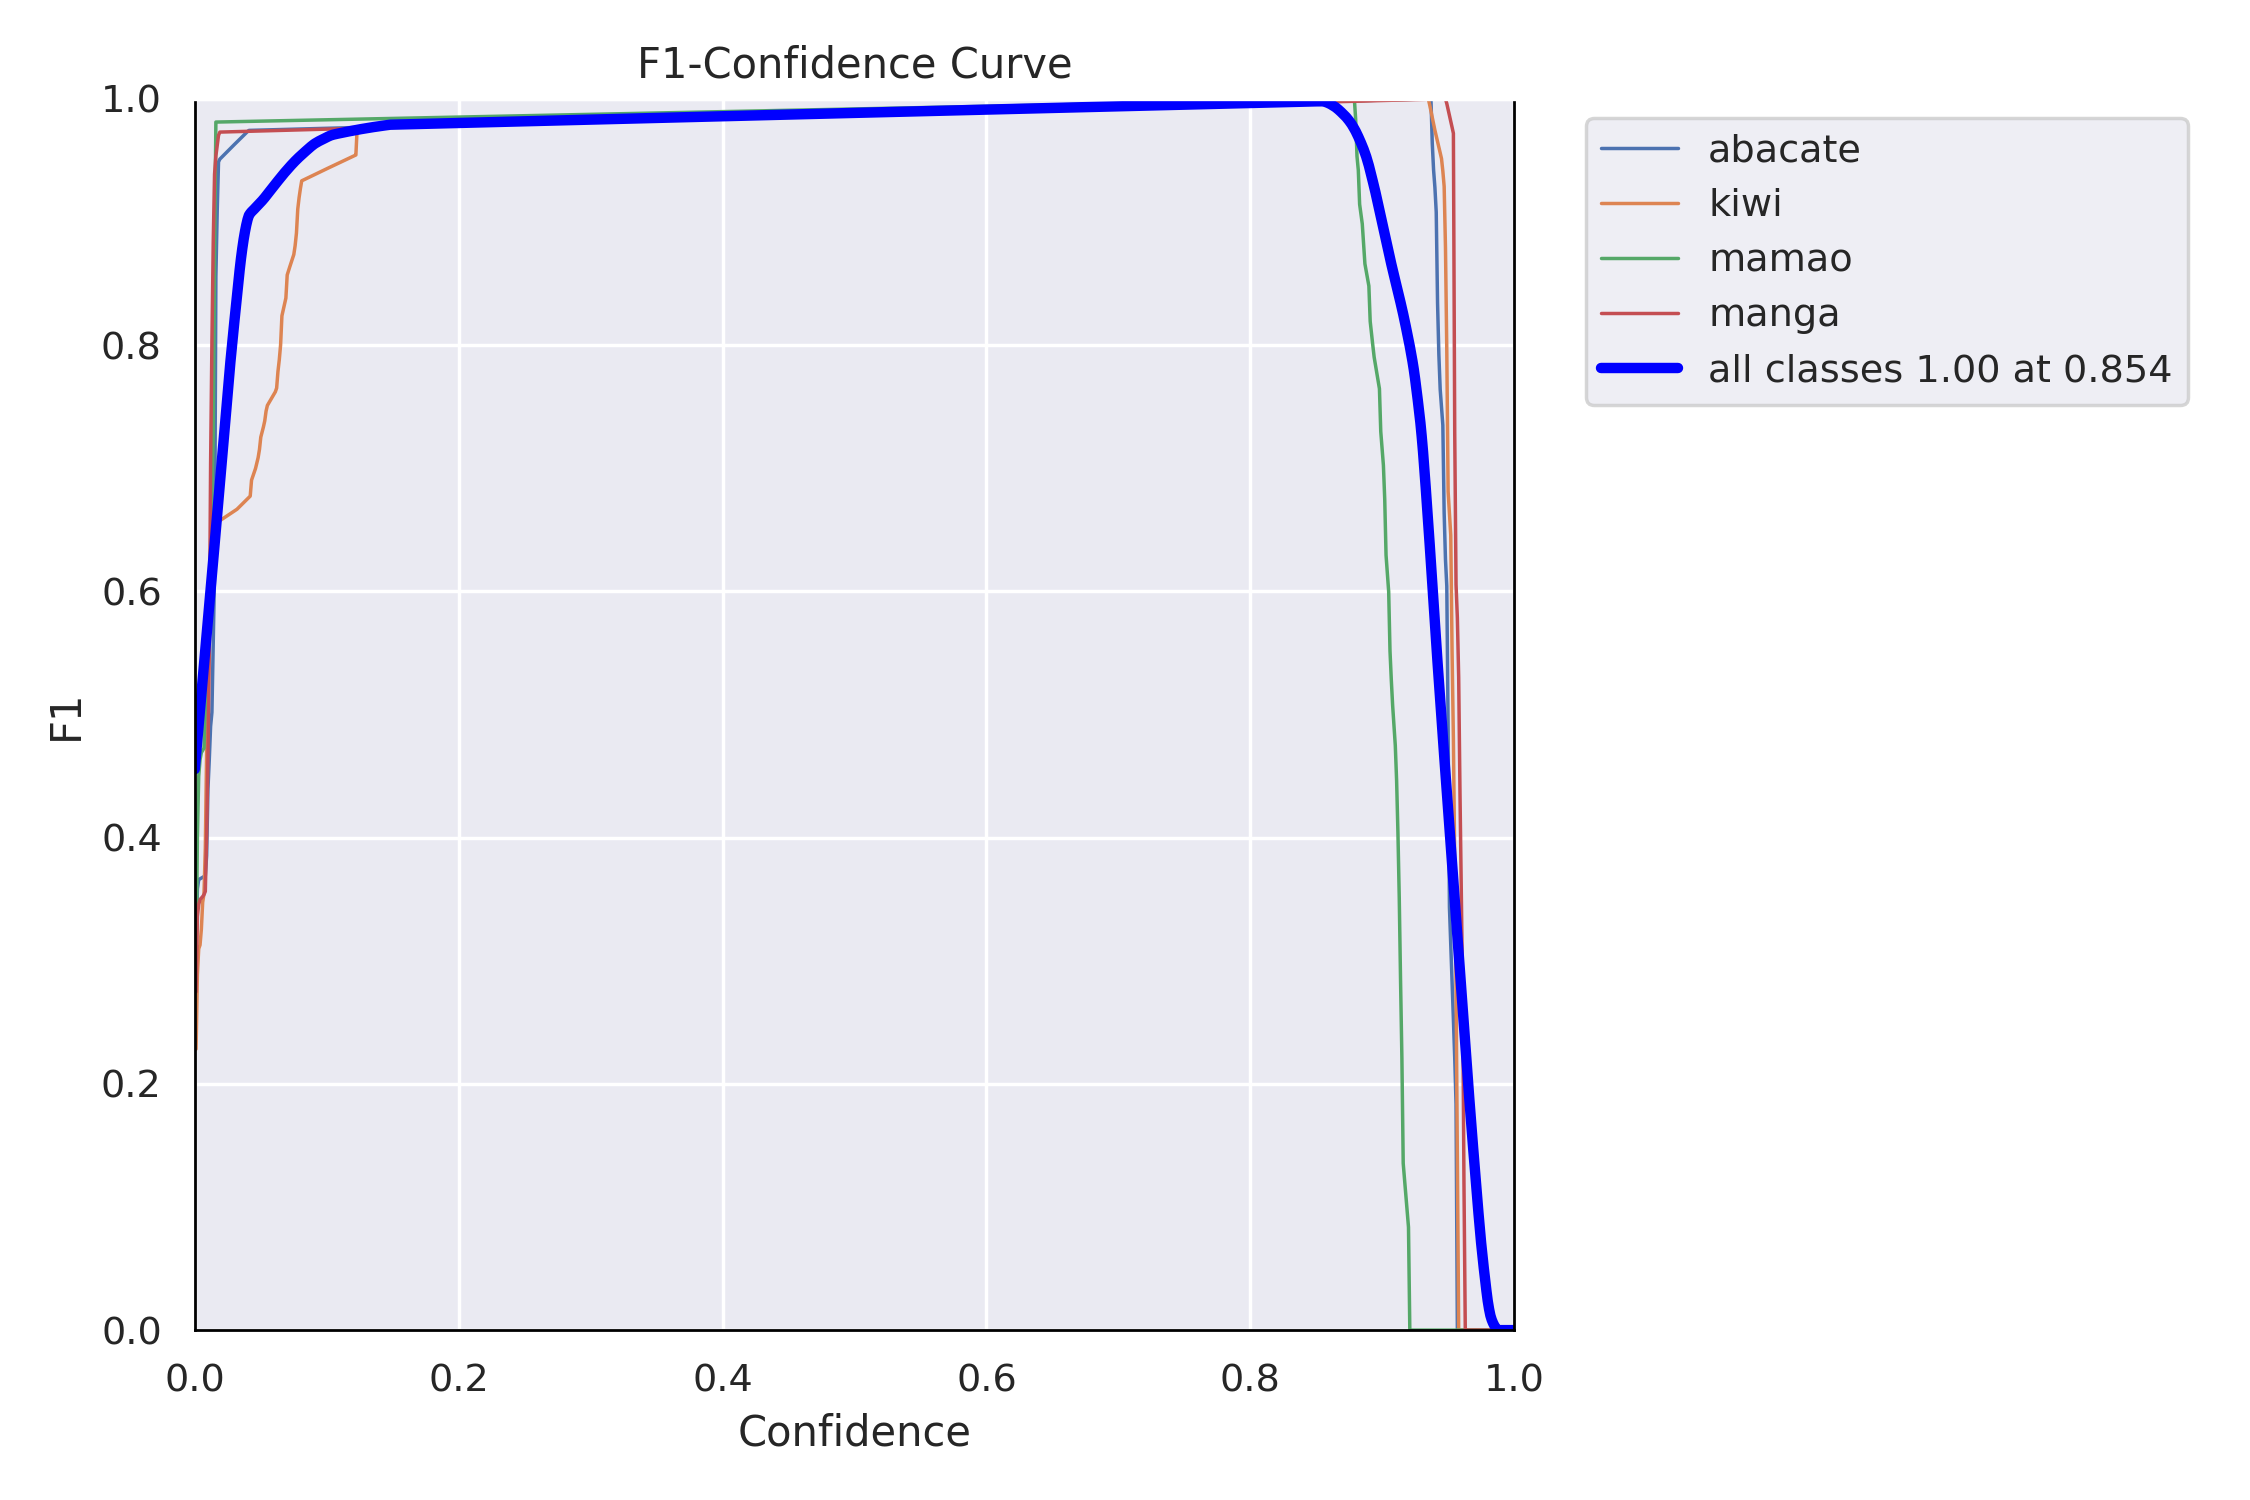 F1-Confidence Curve
1.0
0.8
0.6
0.4
0.2
0.0
F1
0.0 0.2 0.4 0.6 0.8 1.0
Confidence
abacate
kiwi
mamao
manga
all classes 1.00 at 0.854